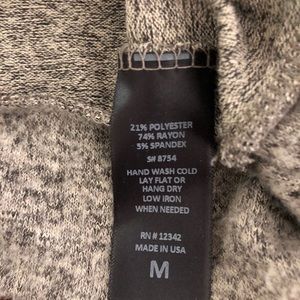 21% POLYESTER
74% RAYON
5% SPANDEX
S# 8754
HAND WASH COLD
LAY FLAT OR
HANG DRY
LOW IRON
WHEN NEEDED
RN # 12342
MADE IN USA
M